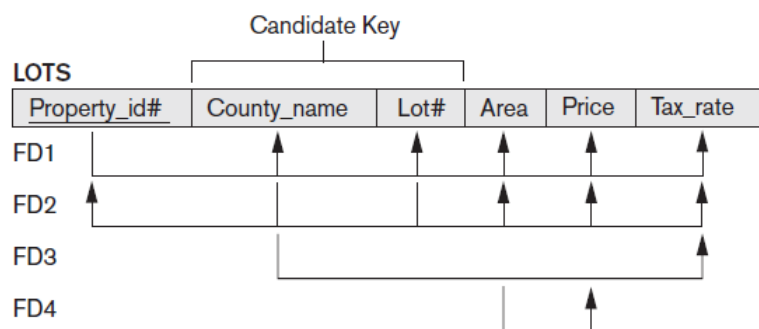 Candidate Key
LOTS
Property_id# County_name Lot# Area Price Tax_rate
FD1
FD2
FD3
FD4